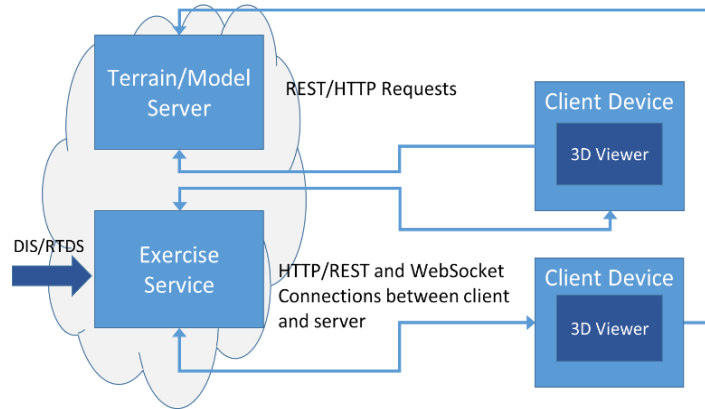 Terrain/Model
Server
REST/HTTP Requests
Client Device
3D Viewer
DIS/RTDS
Exercise
Service
HTTP/REST and WebSocket
Connections between client
and server
Client Device
3D Viewer